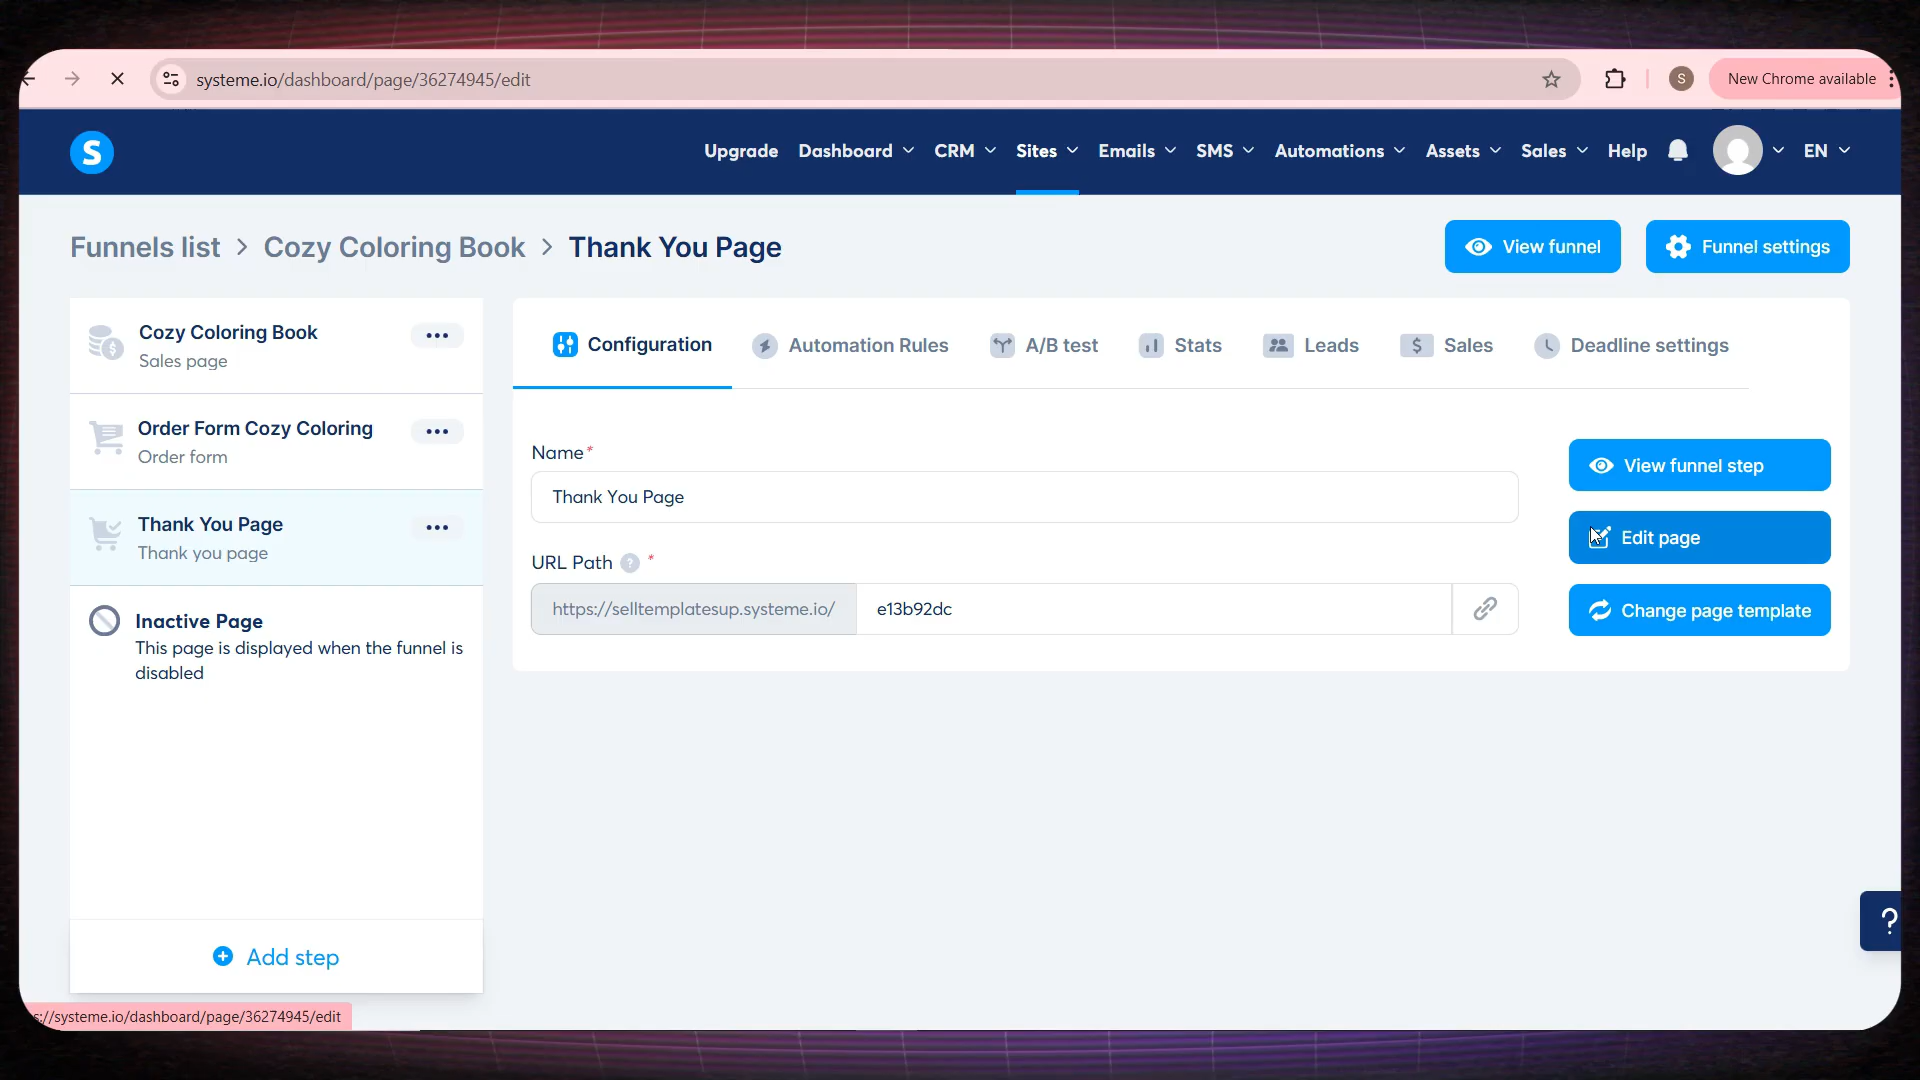 systeme.io/dashboard/page/36274945/edit
S
New Chrome available
S
Upgrade
Dashboard
CRM
Sites
Emails
SMS
Automations
Assets
Sales
Help
EN
Funnels list > Cozy Coloring Book > Thank You Page
View funnel
Funnel settings
Cozy Coloring Book
Sales page
Order Form Cozy Coloring
Order form
Thank You Page
Thank you page
Inactive Page
This page is displayed when the funnel is
disabled
Add step
Configuration
Automation Rules
A/B test
Stats
Leads
$ Sales
Deadline settings
Name*
Thank You Page
URL Path ? *
https://selltemplatesup.systeme.io/
e13b92dc
View funnel step
Edit page
Change page template
?
s://systeme.io/dashboard/page/36274945/edit